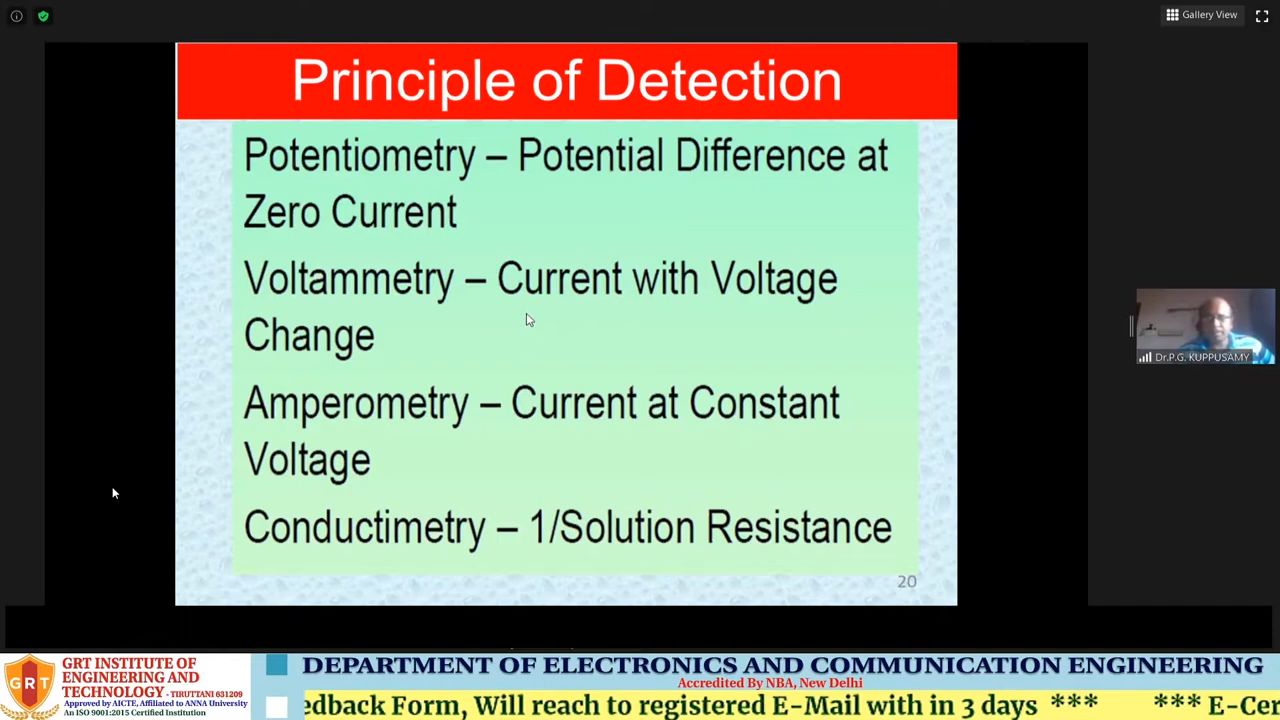 Gallery View
Principle of Detection
Potentiometry – Potential Difference at
Zero Current
Voltammetry – Current with Voltage
Change
Amperometry – Current at Constant
Voltage
Conductimetry – 1/Solution Resistance
20
Dr.P.G. KUPPUSAMY
GRT
GRT INSTITUTE OF
ENGINEERING AND
TECHNOLOGY - TIRUTTANI 631209
Approved by AICTE, Affiliated to ANNA University
An ISO 9001:2015 Certified Institution
DEPARTMENT OF ELECTRONICS AND COMMUNICATION ENGINEERING
Accredited By NBA, New Delhi
edback Form, Will reach to registered E-Mail with in 3 days *** *** E-Cer